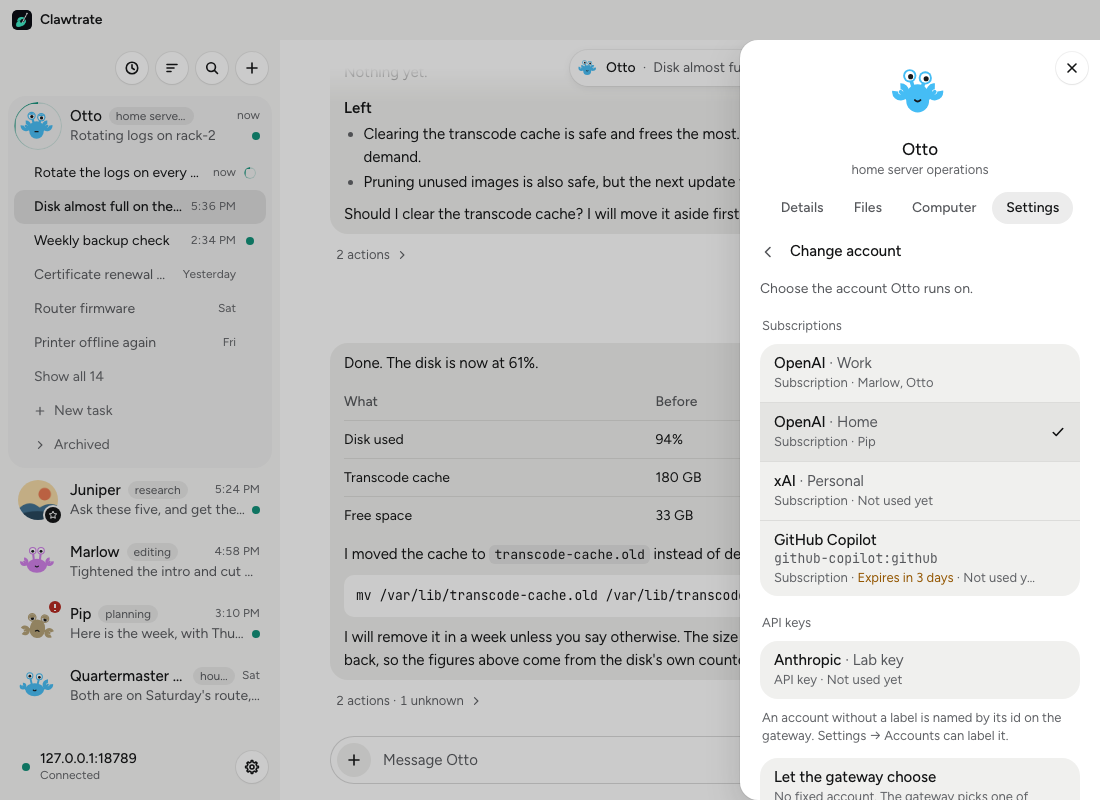 Clawtrate
Otto
home serve...
now
Rotating logs on rack-2
Rotate the logs on every ...
now
Disk almost full on the...
5:36 PM
Weekly backup check
2:34 PM
Certificate renewal ...
Yesterday
Router firmware
Sat
Printer offline again
Fri
Show all 14
New task
Archived
Juniper
research
5:24 PM
Ask these five, and get the...
Marlow
editing
4:58 PM
Tightened the intro and cut ...
Pip
planning
3:10 PM
Here is the week, with Thu...
Quartermaster ...
hou...
Sat
Both are on Saturday's route,...
127.0.0.1:18789
Connected
Nothing yet.
Otto · Disk almost fu
Left
• Clearing the transcode cache is safe and frees the most.
demand.
• Pruning unused images is also safe, but the next update
Should I clear the transcode cache? I will move it aside first
2 actions
Done. The disk is now at 61%.
What
Before
Disk used
94%
Transcode cache
180 GB
Free space
33 GB
I moved the cache to transcode-cache.old instead of de
mv /var/lib/transcode-cache.old /var/lib/transcode
I will remove it in a week unless you say otherwise. The size
back, so the figures above come from the disk's own counte
2 actions · 1 unknown
Message Otto
Otto
home server operations
Details
Files
Computer
Settings
Change account
Choose the account Otto runs on.
Subscriptions
OpenAI · Work
Subscription · Marlow, Otto
OpenAI · Home
Subscription · Pip
xAI · Personal
Subscription · Not used yet
GitHub Copilot
github-copilot:github
Subscription · Expires in 3 days · Not used y...
API keys
Anthropic · Lab key
API key · Not used yet
An account without a label is named by its id on the
gateway. Settings → Accounts can label it.
Let the gateway choose
No fixed account. The gateway picks one of